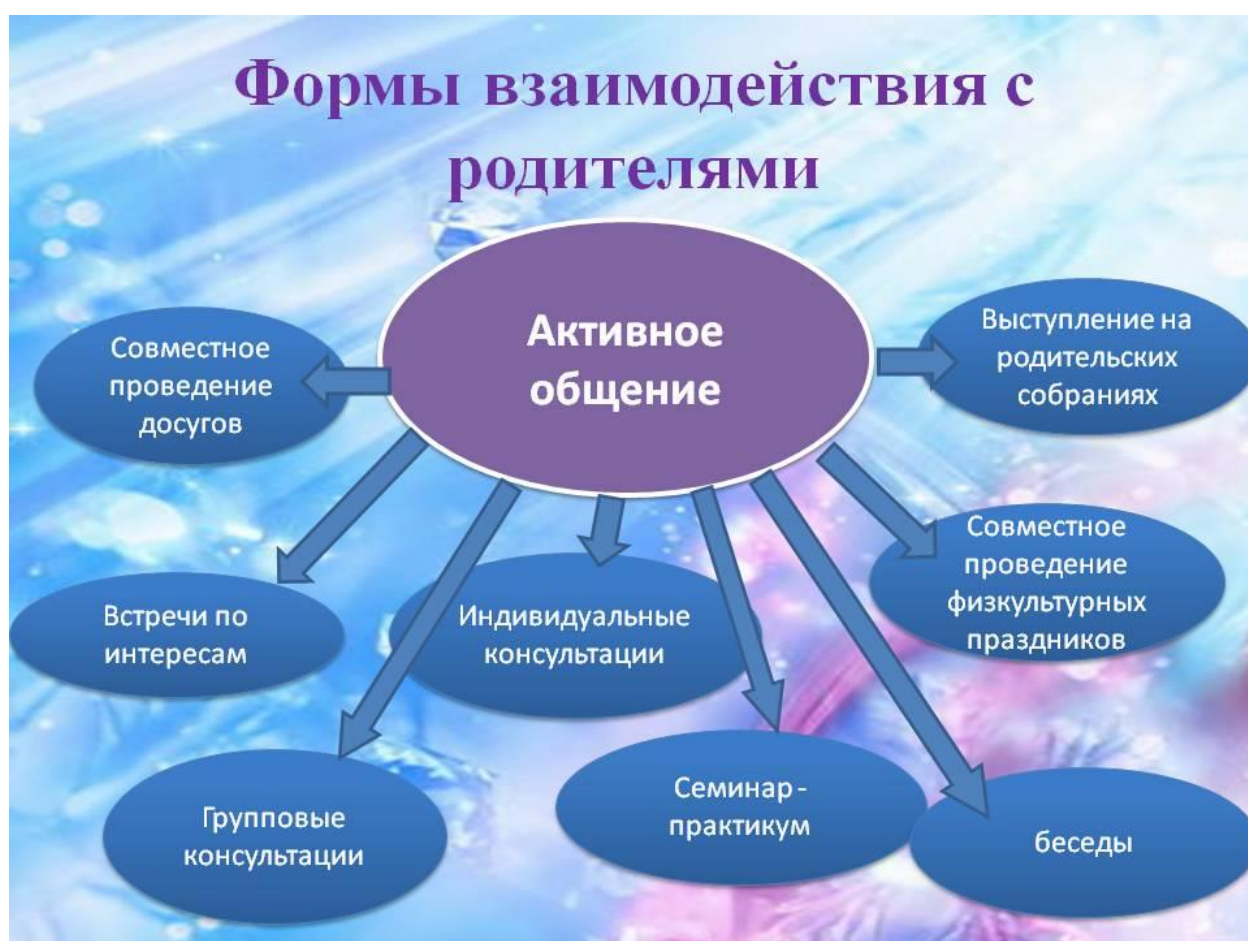 Формы взаимодействия с
родителями
Активное
общение
Совместное
проведение
досугов
Выступление на
родительских
собраниях
Встречи по
интересам
Индивидуальные
консультации
Совместное
проведение
физкультурных
праздников
Групповые
консультации
Семинар -
практикум
беседы